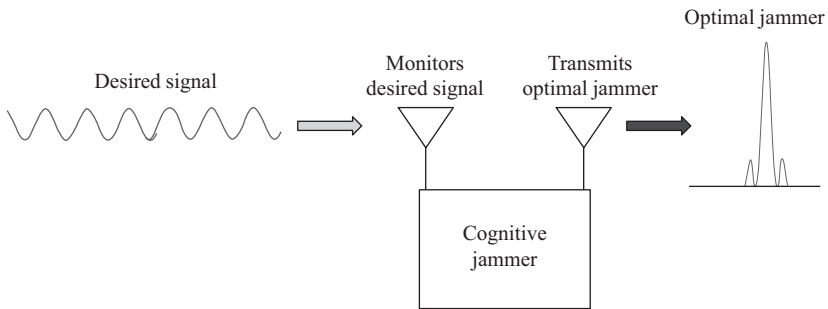 Desired signal
Monitors
desired signal
Transmits
optimal jammer
Optimal jammer
Cognitive
jammer